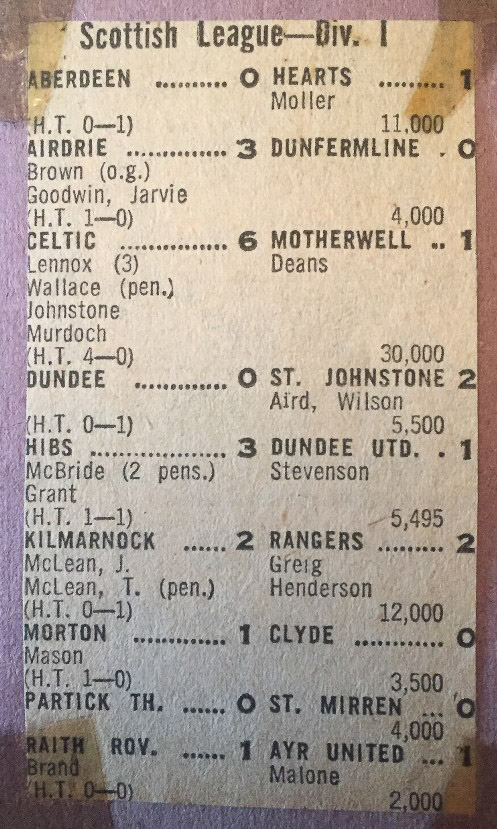 Scottish League—Div. I
ABERDEEN .......... 0 HEARTS ......... 1
Moller
(H.T. 0—1) 11,000
AIRDRIE .............. 3 DUNFERMLINE . 0
Brown (o.g.)
Goodwin, Jarvie
(H.T. 1—0) 4,000
CELTIC ............... 6 MOTHERWELL .. 1
Lennox (3) Deans
Wallace (pen.)
Johnstone
Murdoch
(H.T. 4—0) 30,000
DUNDEE ............. 0 ST. JOHNSTONE 2
Aird, Wilson
(H.T. 0—1) 5,500
HIBS ................... 3 DUNDEE UTD. . 1
McBride (2 pens.) Stevenson
Grant
(H.T. 1—1) 5,495
KILMARNOCK ...... 2 RANGERS ......... 2
McLean, J. Greig
McLean, T. (pen.) Henderson
(H.T. 0—1) 12,000
MORTON ............. 1 CLYDE ............ 0
Mason
(H.T. 1—0) 3,500
PARTICK TH. ...... 0 ST. MIRREN ... 0
4,000
RAITH ROV. ...... 1 AYR UNITED ... 1
Brand Malone
(H.T. 0—0) 2,000